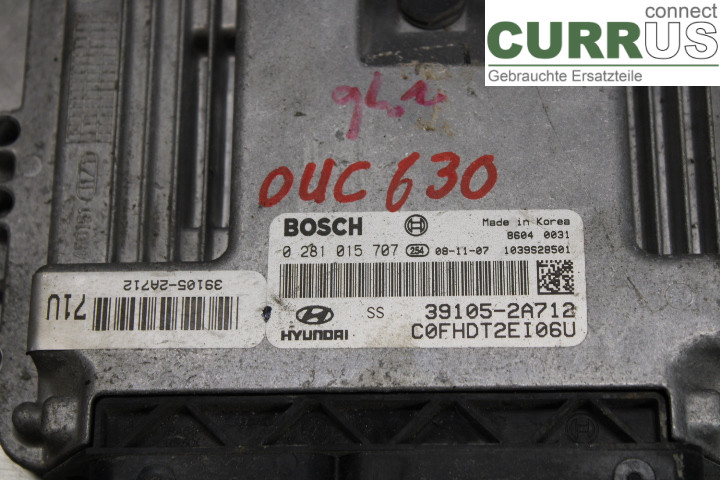 connect
CURRUS
Gebrauchte Ersatzteile
OUC 630
BOSCH
Made in Korea
8604 0031
0 281 015 707 254 08-11-07 1039S28501
39105-2A712
71U
HYUNDAI
SS 39105-2A712
C0FHDT2EI06U